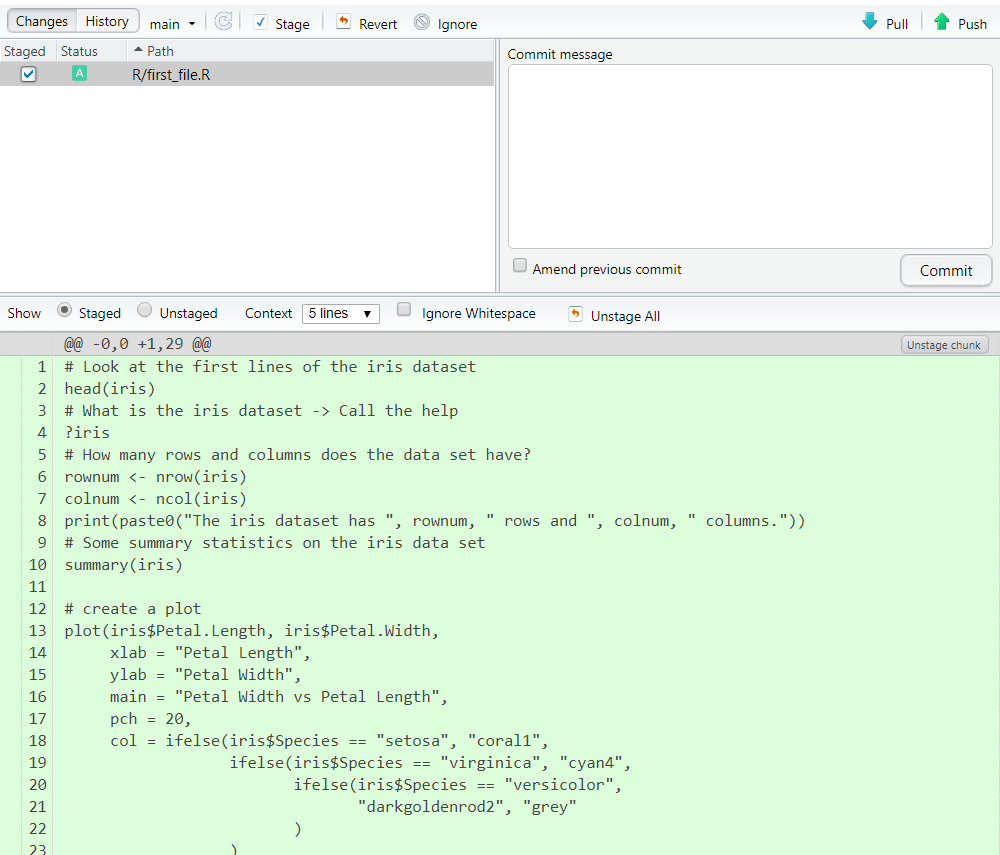 Changes History main Stage Revert Ignore Pull Push
Staged Status Path
A R/first_file.R
Commit message
Amend previous commit Commit
Show Staged Unstaged Context 5 lines Ignore Whitespace Unstage All
@@ -0,0 +1,29 @@ Unstage chunk
1 # Look at the first lines of the iris dataset
2 head(iris)
3 # What is the iris dataset -> Call the help
4 ?iris
5 # How many rows and columns does the data set have?
6 rownum <- nrow(iris)
7 colnum <- ncol(iris)
8 print(paste0("The iris dataset has ", rownum, " rows and ", colnum, " columns."))
9 # Some summary statistics on the iris data set
10 summary(iris)
11
12 # create a plot
13 plot(iris$Petal.Length, iris$Petal.Width,
14 xlab = "Petal Length",
15 ylab = "Petal Width",
16 main = "Petal Width vs Petal Length",
17 pch = 20,
18 col = ifelse(iris$Species == "setosa", "coral1",
19 ifelse(iris$Species == "virginica", "cyan4",
20 ifelse(iris$Species == "versicolor",
21 "darkgoldenrod2", "grey"
22 )
23 )